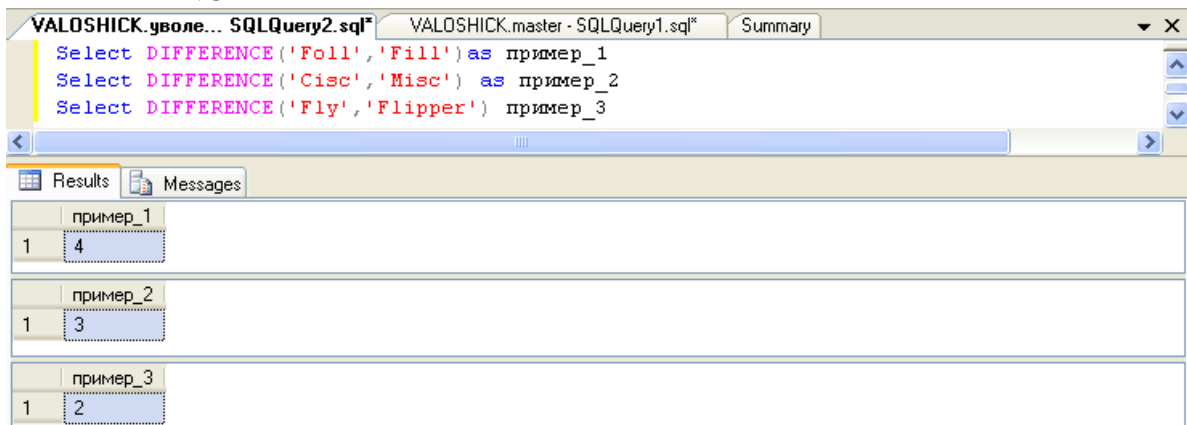 VALOSHICK.уволе... SQLQuery2.sql* VALOSHICK.master - SQLQuery1.sql* Summary
Select DIFFERENCE('Foll','Fill')as пример_1
Select DIFFERENCE('Cisc','Misc') as пример_2
Select DIFFERENCE('Fly','Flipper') пример_3
Results Messages
пример_1
1 4
пример_2
1 3
пример_3
1 2